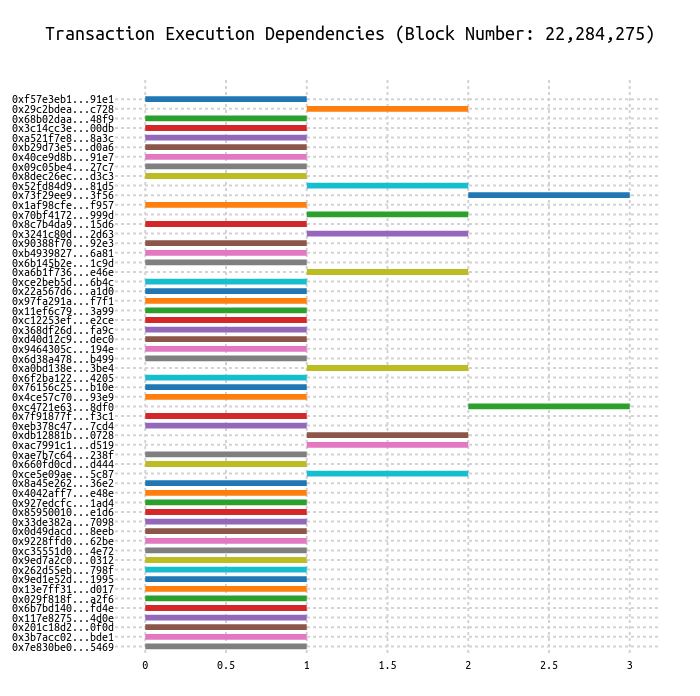 Transaction Execution Dependencies (Block Number: 22,284,275)
0xf57e3eb1...91e1
0x29c2bdea...c728
0x68b02daa...48f9
0x3c14cc3e...00db
0xa521f7e8...8a3c
0xb29d73e5...d0a6
0x40ce9d8b...91e7
0x09c05be4...27c7
0x8dec26ec...d3c3
0x52fd84d9...81d5
0x73f29ee9...3f56
0x1af98cfe...f957
0x70bf4172...999d
0x8c7b4da9...15d6
0x3241c80d...2d63
0x90388f70...92e3
0xb4939827...6a81
0x6b145b2e...1c9d
0xa6b1f736...e46e
0xce2beb5d...6b4c
0x22a567d6...a1d0
0x97fa291a...f7f1
0x11ef6c79...3a99
0xc12253ef...e2ce
0x368df26d...fa9c
0xd40d12c9...dec0
0x9464305c...194e
0x6d38a478...b499
0xa0bd138e...3be4
0x6f2ba122...4205
0x76156c25...b10e
0x4ce57c70...93e9
0xc4721e63...8df0
0x7f91877f...f3c1
0xeb378c47...7cd4
0xdb12881b...0728
0xac7991c1...d519
0xae7b7c64...238f
0x660fd0cd...d444
0xce5e09ae...5c87
0x8a45e262...36e2
0x4042aff7...e48e
0x927edcfc...1ad4
0x85950010...e1d6
0x33de382a...7098
0x0d49dacd...8eeb
0x9228ffd0...62be
0xc35551d0...4e72
0x9ed7a2c0...0312
0x262d55eb...798f
0x9ed1e52d...1995
0x13e7ff31...d017
0x029f818f...a2f6
0x6b7bd140...fd4e
0x117e8275...4d0e
0x201c18d2...0f0d
0x3b7acc02...bde1
0x7e830be0...5469
0 0.5 1 1.5 2 2.5 3